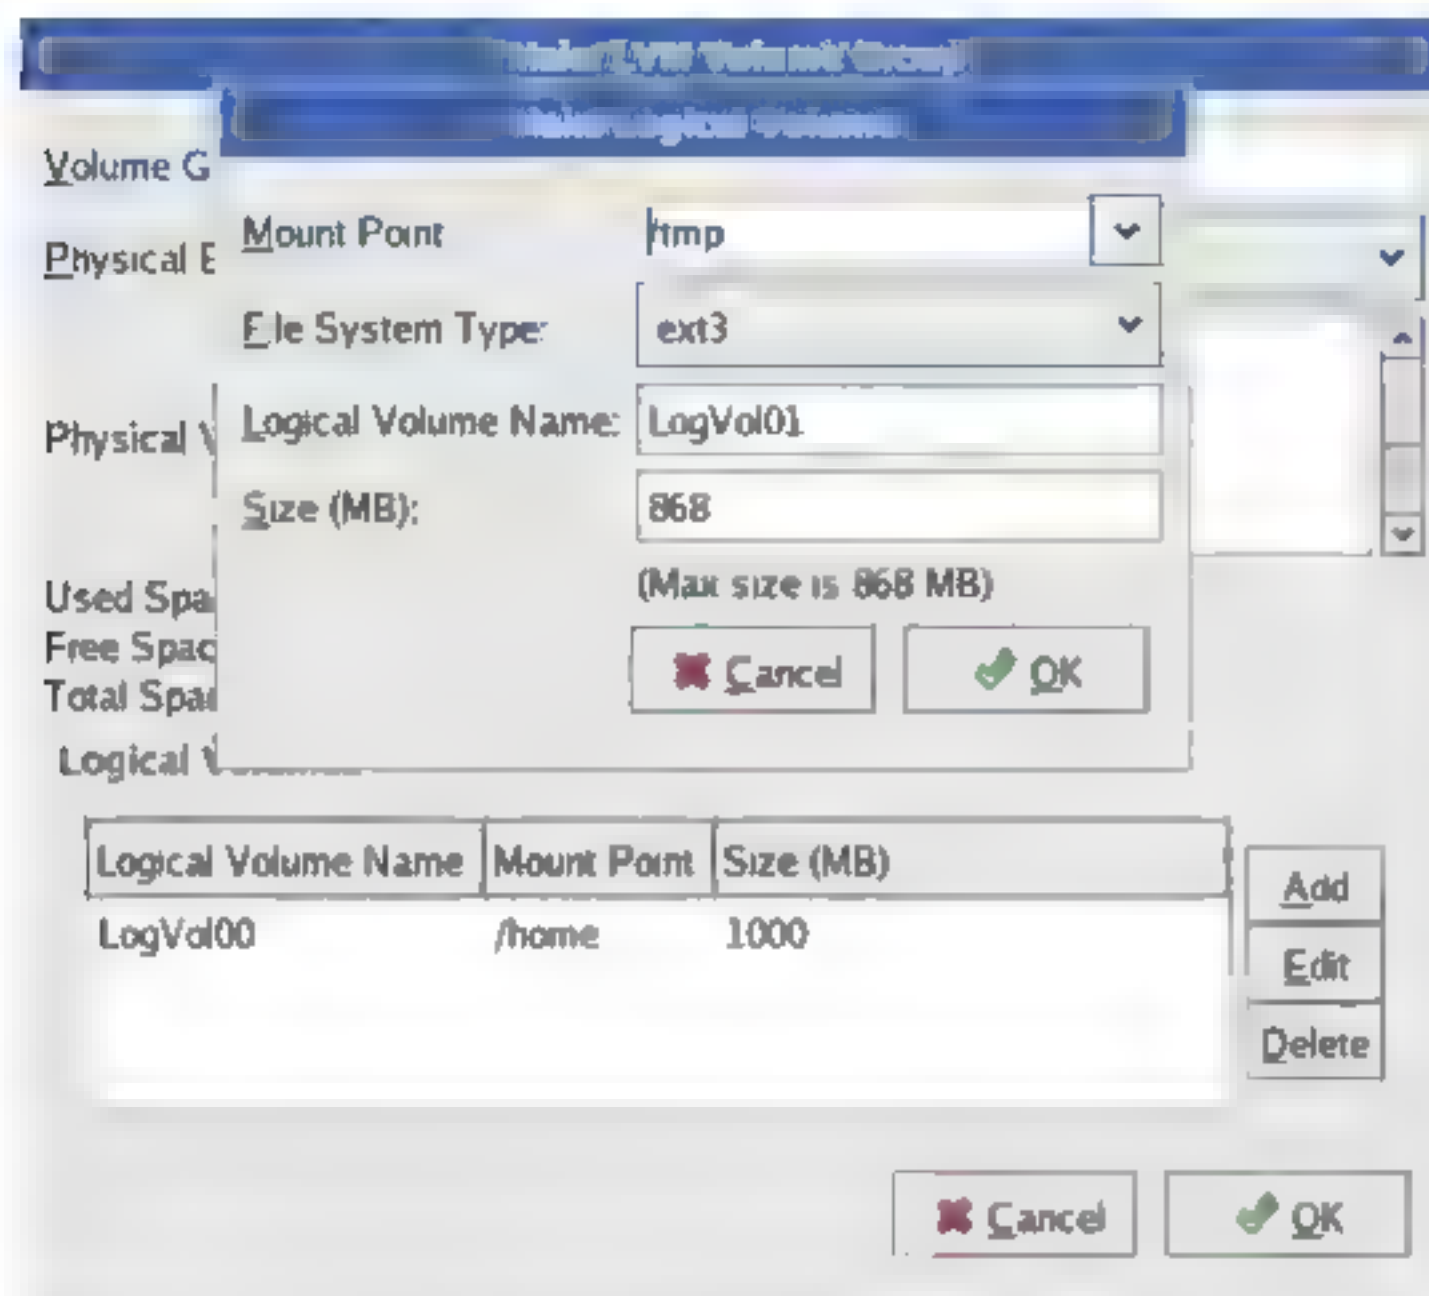 Volume G
Mount Point
/tmp
Physical E
File System Type:
ext3
Physical V
Logical Volume Name:
LogVol01
Size (MB):
868
(Max size is 868 MB)
Used Spa
Free Spac
Total Spa
Cancel
OK
Logical V
Logical Volume Name Mount Point Size (MB)
LogVol00 /home 1000
Add
Edit
Delete
Cancel
OK